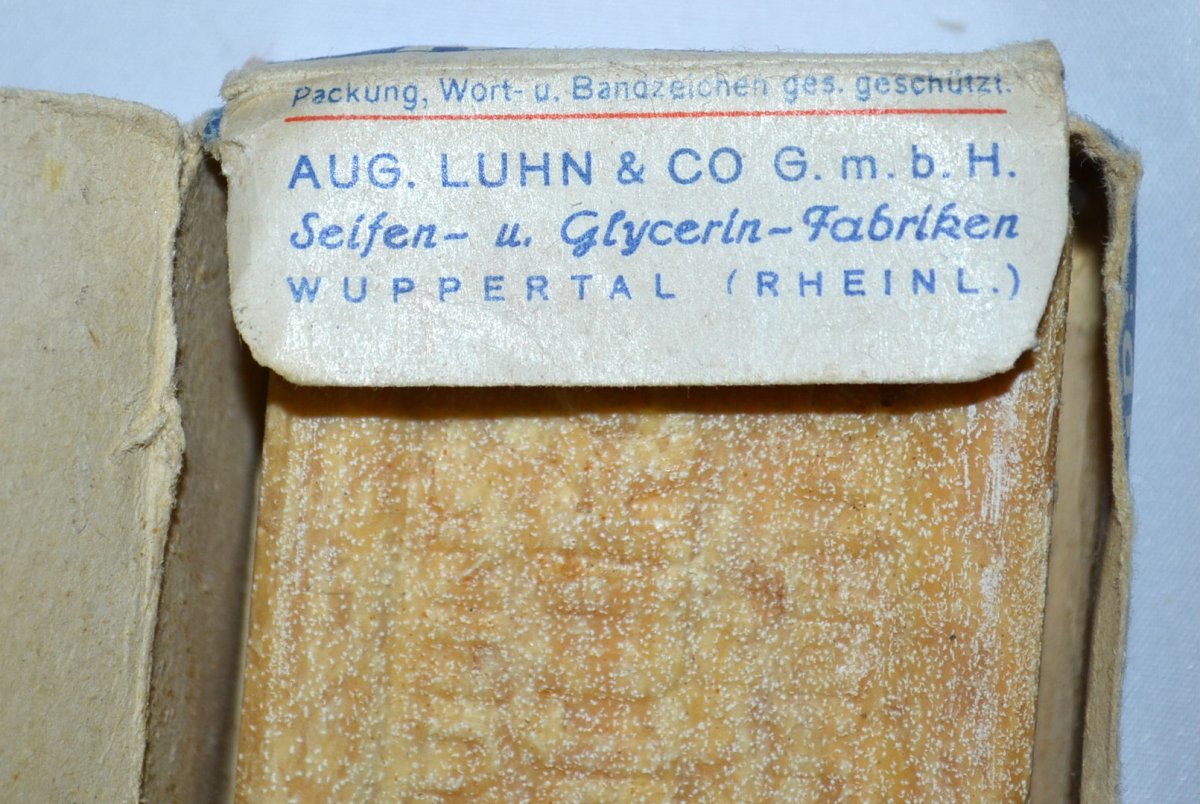 Packung, Wort- u. Bandzeichen ges. geschützt.
AUG. LUHN & CO G. m. b. H.
Seifen- u. Glycerin-Fabriken
WUPPERTAL (RHEINL.)